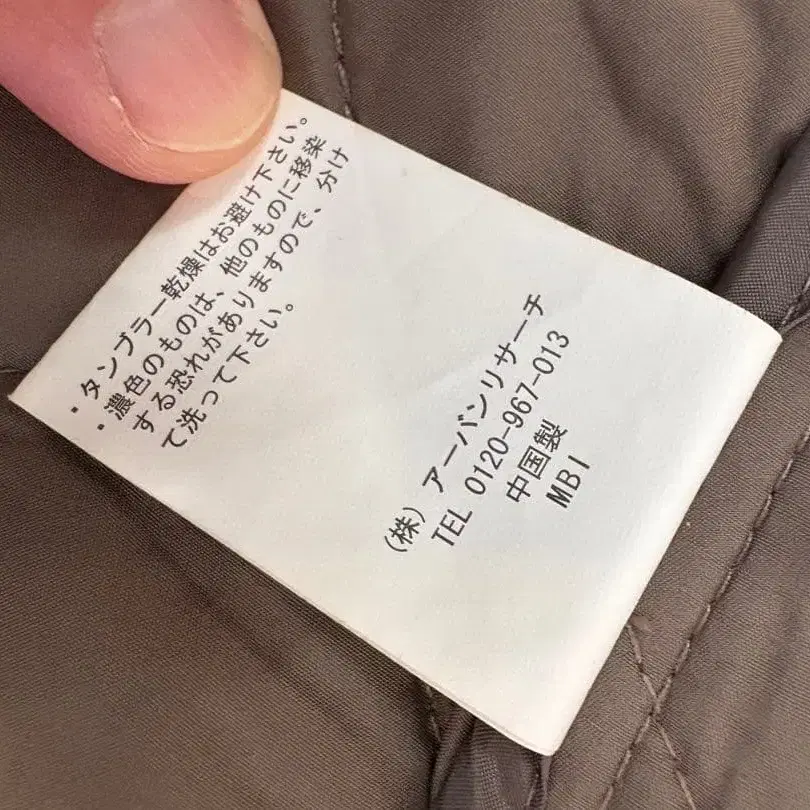 ・タンブラー乾燥はお避け下さい。
・濃色のものは、他のものに移染
する恐れがありますので、分け
て洗って下さい。
(株) アーバンリサーチ
TEL 0120-967-013
中国製
MBI